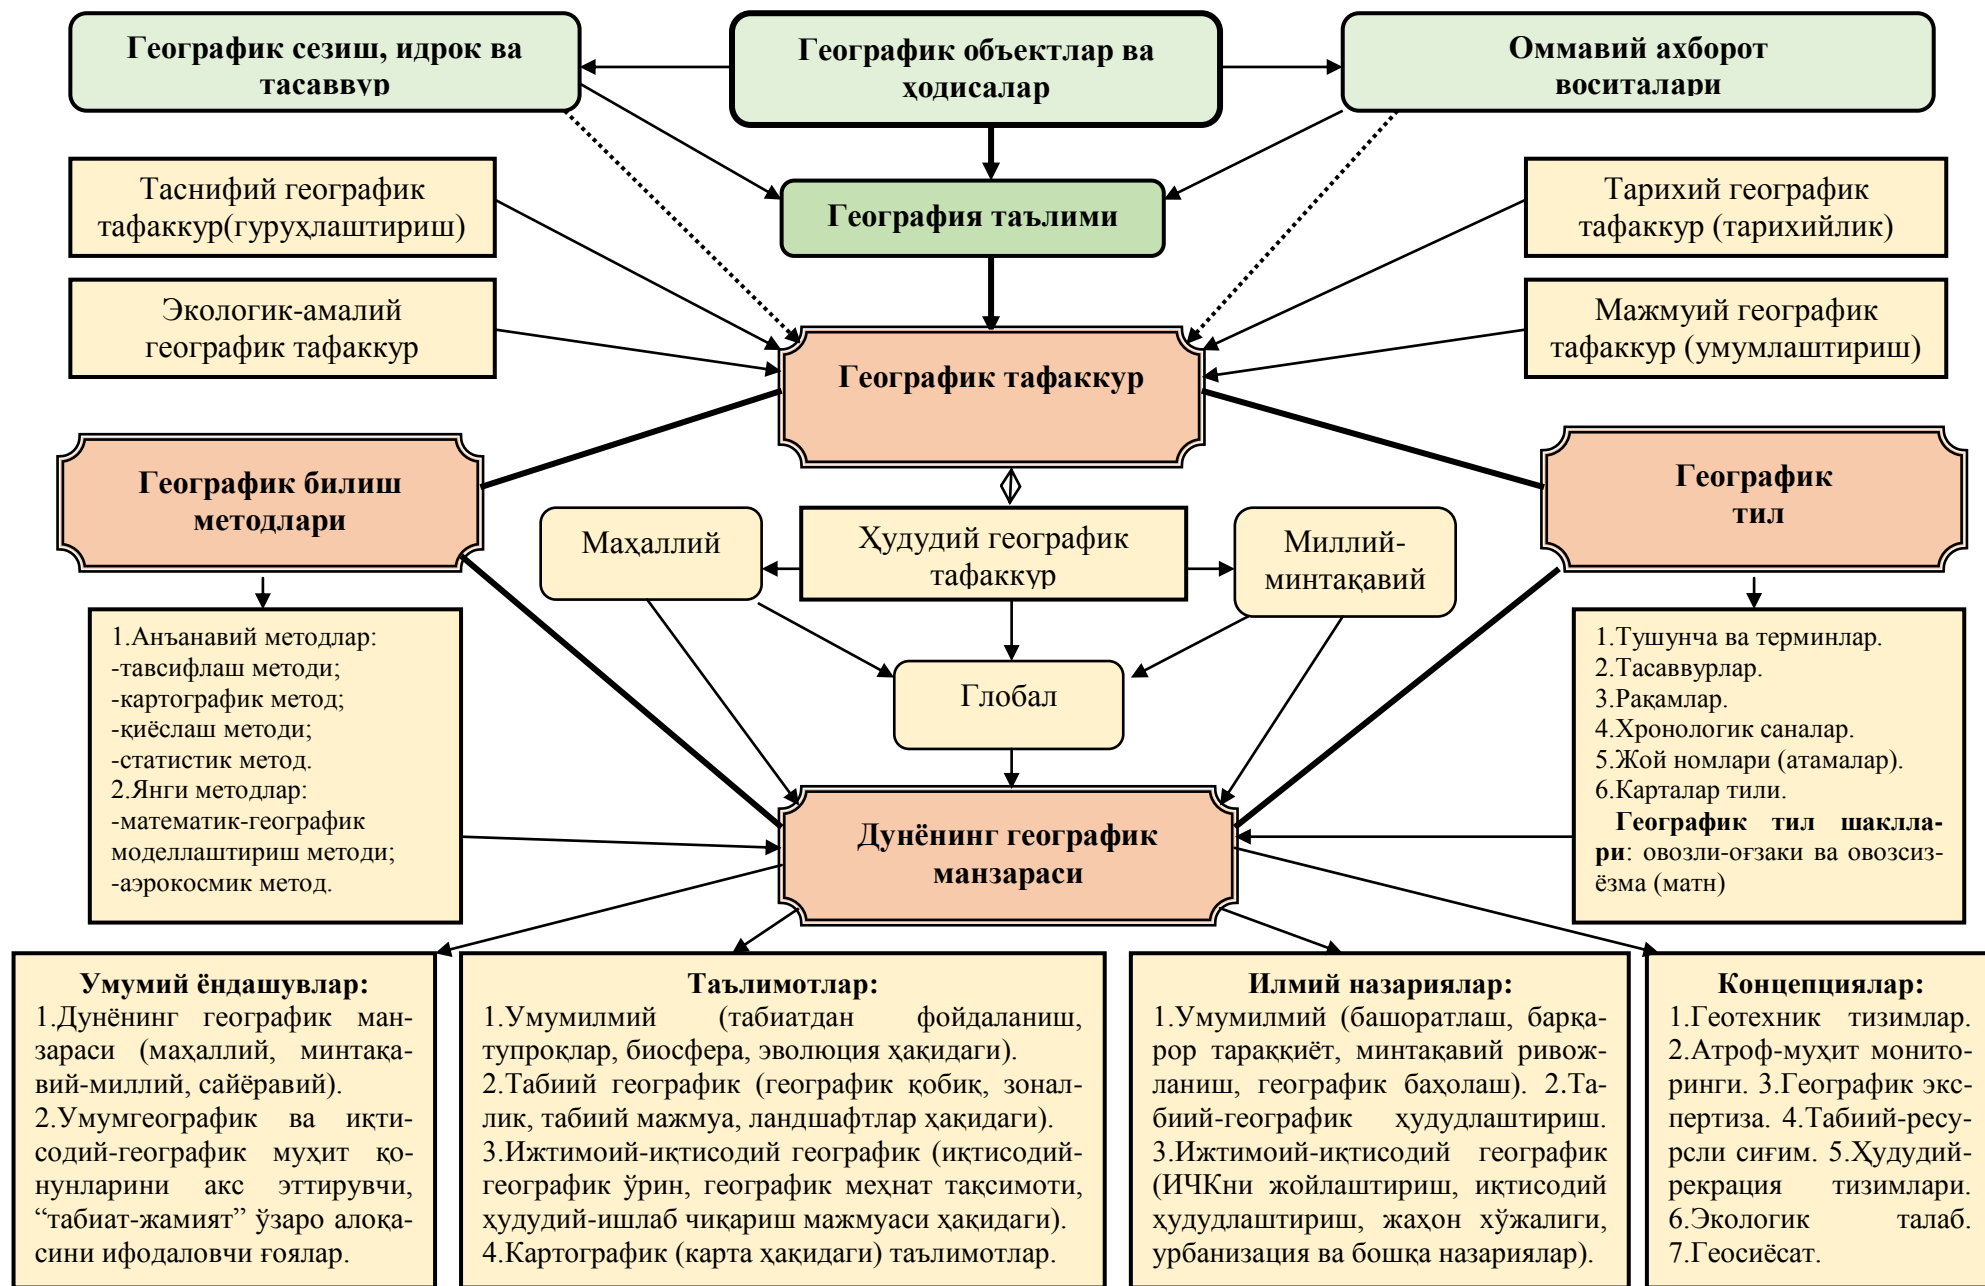 Географик сезиш, идрок ва
тасаввур
Географик объектлар ва
ҳодисалар
Оммавий ахборот
воситалари
Таснифий географик
тафаккур(гуруҳлаштириш)
География таълими
Тарихий географик
тафаккур (тарихийлик)
Экологик-амалий
географик тафаккур
Мажмуий географик
тафаккур (умумлаштириш)
Географик тафаккур
Географик билиш
методлари
Географик
тил
Маҳаллий
Ҳудудий географик
тафаккур
Миллий-
минтақавий
1.Анъанавий методлар:
-тавсифлаш методи;
-картографик метод;
-қиёслаш методи;
-статистик метод.
2.Янги методлар:
-математик-географик
моделлаштириш методи;
-аэрокосмик метод.
Глобал
1.Тушунча ва терминлар.
2.Тасаввурлар.
3.Рақамлар.
4.Хронологик саналар.
5.Жой номлари (атамалар).
6.Карталар тили.
Географик тил шаклла-
ри: овозли-оғзаки ва овозсиз-
ёзма (матн)
Дунёнинг географик
манзараси
Умумий ёндашувлар:
1.Дунёнинг географик ман-
зараси (маҳаллий, минтақа-
вий-миллий, сайёравий).
2.Умумгеографик ва иқти-
содий-географик муҳит қо-
нунларини акс эттирувчи,
“табиат-жамият” ўзаро алоқа-
сини ифодаловчи ғоялар.
Таълимотлар:
1.Умумилмий (табиатдан фойдаланиш,
тупроқлар, биосфера, эволюция ҳақидаги).
2.Табиий географик (географик қобиқ, зонал-
лик, табиий мажмуа, ландшафтлар ҳақидаги).
3.Ижтимоий-иқтисодий географик (иқтисодий-
географик ўрин, географик меҳнат тақсимоти,
ҳудудий-ишлаб чиқариш мажмуаси ҳақидаги).
4.Картографик (карта ҳақидаги) таълимотлар.
Илмий назариялар:
1.Умумилмий (башоратлаш, барқа-
рор тараққиёт, минтақавий ривож-
ланиш, географик баҳолаш). 2.Та-
биий-географик ҳудудлаштириш.
3.Ижтимоий-иқтисодий географик
(ИЧКни жойлаштириш, иқтисодий
ҳудудлаштириш, жаҳон хўжалиги,
урбанизация ва бошқа назариялар).
Концепциялар:
1.Геотехник тизимлар.
2.Атроф-муҳит монито-
ринги. 3.Географик экс-
пертиза. 4.Табиий-ресу-
рсли сиғим. 5.Ҳудудий-
рекрация тизимлари.
6.Экологик талаб.
7.Геосиёсат.